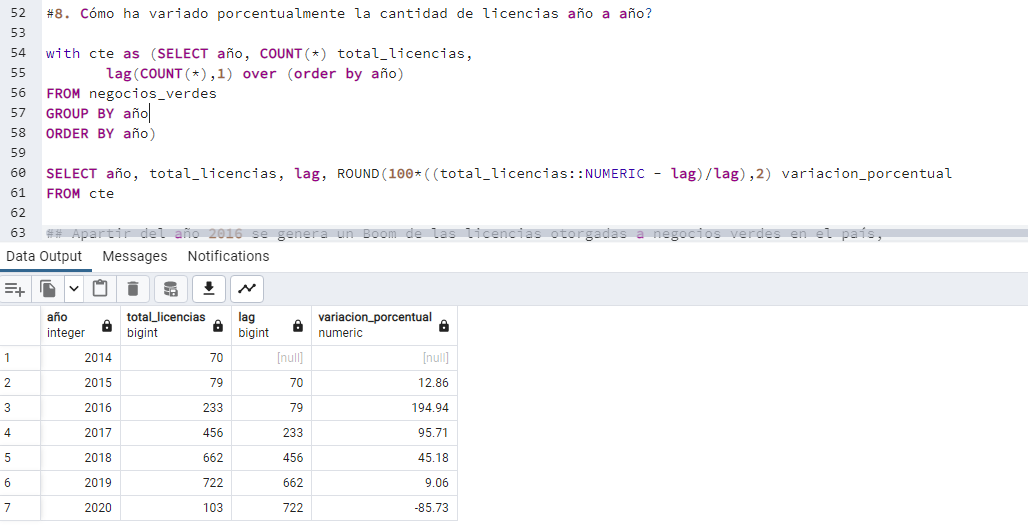 52 #8. Cómo ha variado porcentualmente la cantidad de licencias año a año?
53
54 with cte as (SELECT año, COUNT(*) total_licencias,
55 lag(COUNT(*),1) over (order by año)
56 FROM negocios_verdes
57 GROUP BY año
58 ORDER BY año)
59
60 SELECT año, total_licencias, lag, ROUND(100*((total_licencias::NUMERIC - lag)/lag),2) variacion_porcentual
61 FROM cte
62
63 ## Apartir del año 2016 se genera un Boom de las licencias otorgadas a negocios verdes en el país,
Data Output Messages Notifications
año total_licencias lag variacion_porcentual
integer bigint bigint numeric
1 2014 70 [null] [null]
2 2015 79 70 12.86
3 2016 233 79 194.94
4 2017 456 233 95.71
5 2018 662 456 45.18
6 2019 722 662 9.06
7 2020 103 722 -85.73